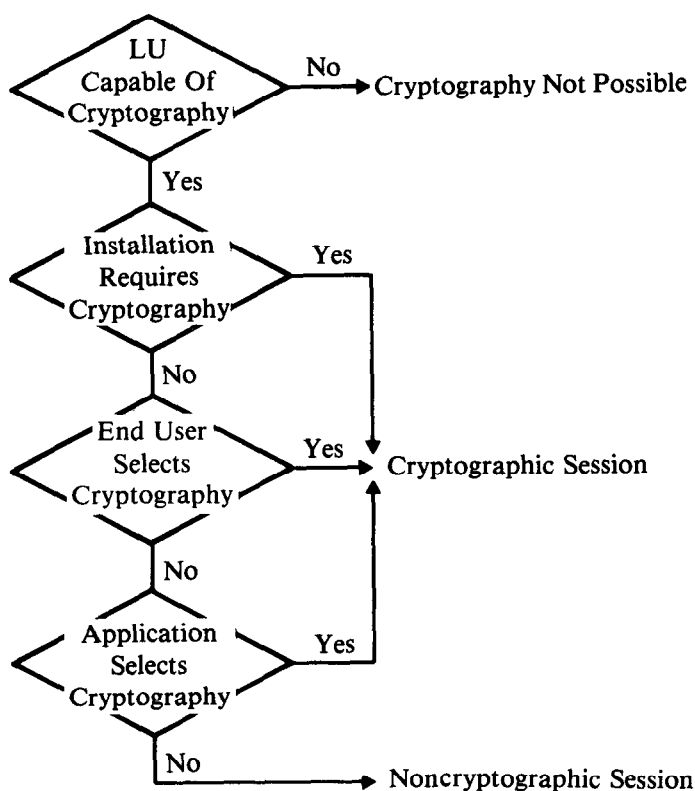 LU
Capable Of
Cryptography
No
Cryptography Not Possible
Yes
Installation
Requires
Cryptography
Yes
No
End User
Selects
Cryptography
Yes
Cryptographic Session
No
Application
Selects
Cryptography
Yes
No
Noncryptographic Session